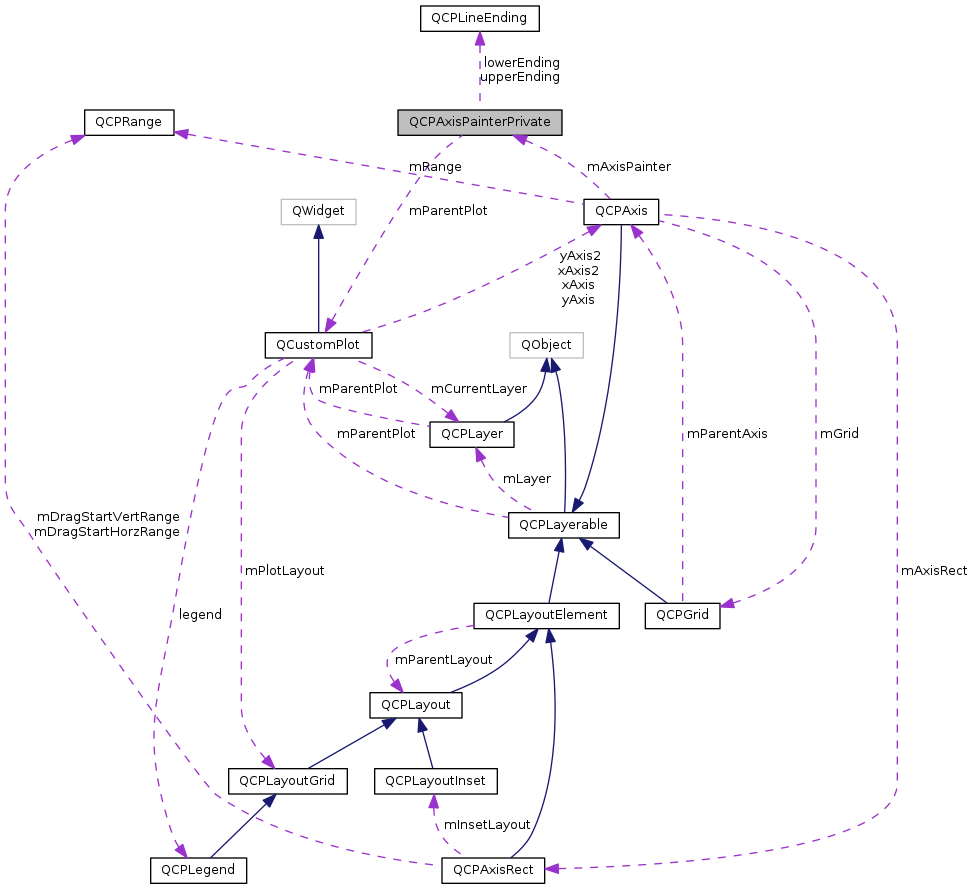 QCPLineEnding
lowerEnding
upperEnding
QCPRange
QCPAxisPainterPrivate
mRange
mAxisPainter
QWidget
mParentPlot
QCPAxis
yAxis2
xAxis2
xAxis
yAxis
QCustomPlot
QObject
mParentPlot
mCurrentLayer
mParentPlot
QCPLayer
mParentAxis
mGrid
mLayer
mDragStartVertRange
mDragStartHorzRange
QCPLayerable
mPlotLayout
mAxisRect
legend
QCPLayoutElement
QCPGrid
mParentLayout
QCPLayout
QCPLayoutGrid
QCPLayoutInset
mInsetLayout
QCPLegend
QCPAxisRect